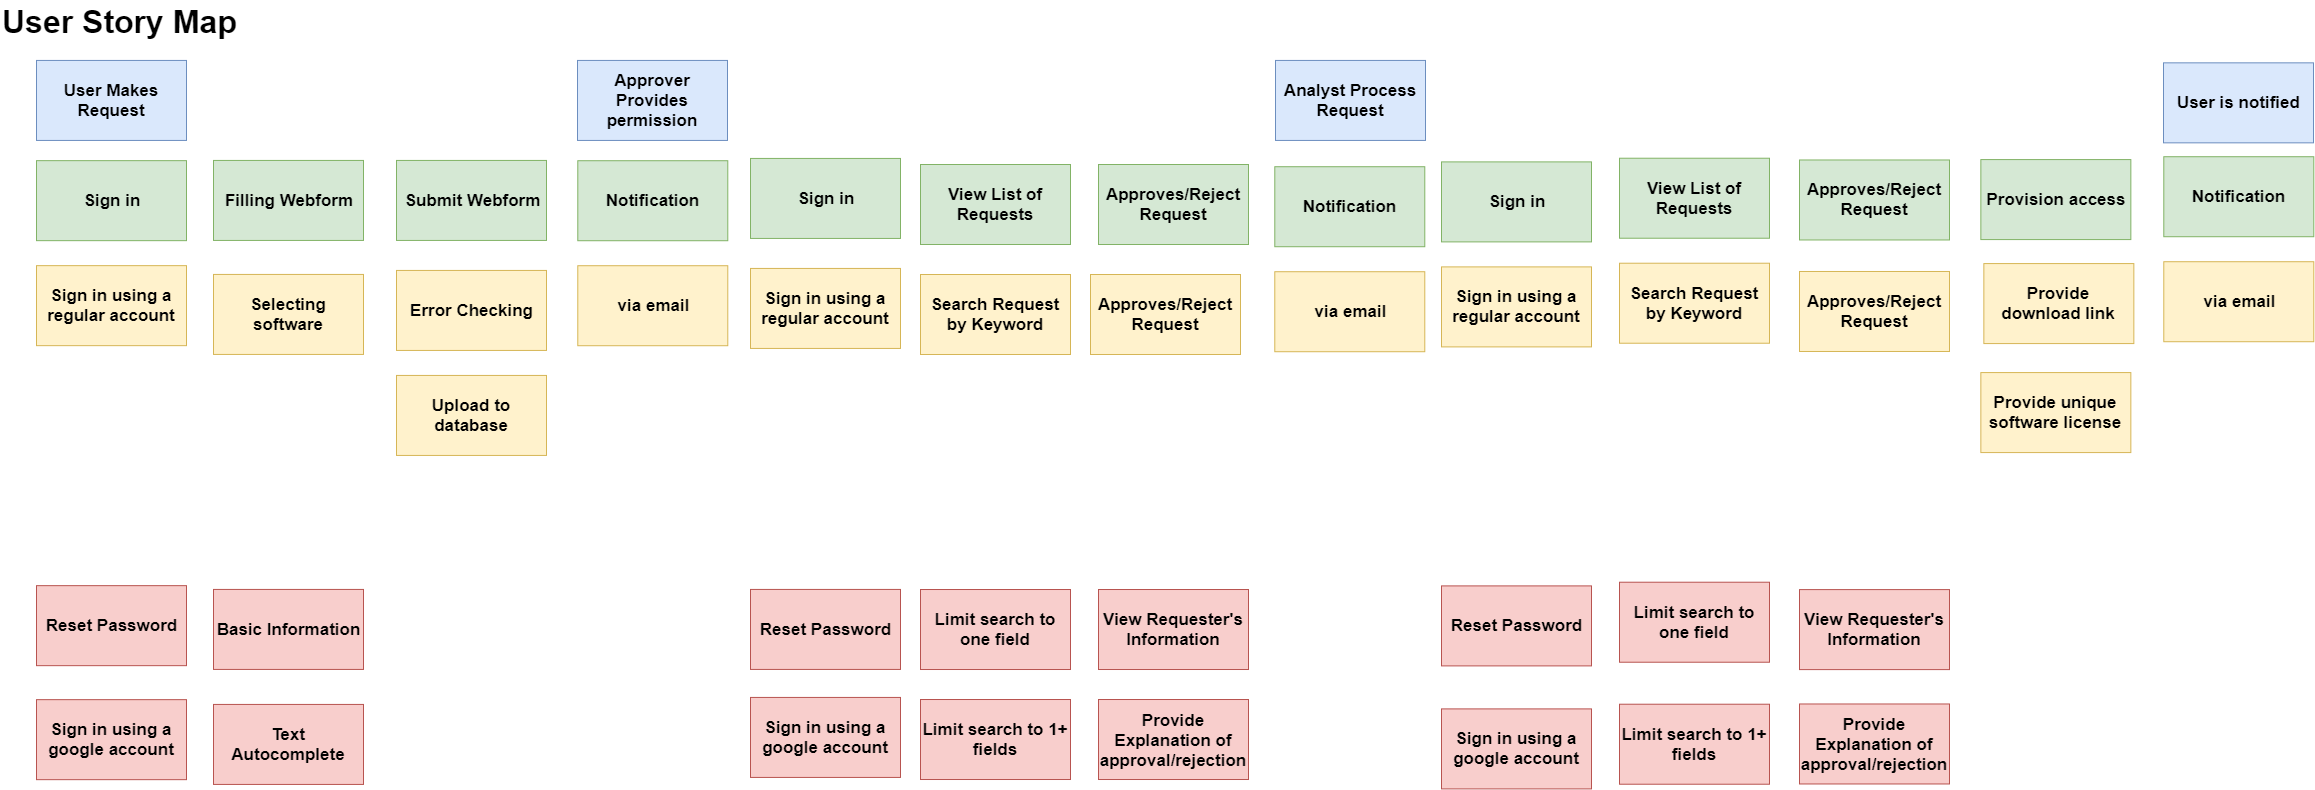 User Story Map
User Makes
Request
Approver
Provides
permission
Analyst Process
Request
User is notified
Sign in
Filling Webform
Submit Webform
Notification
Sign in
View List of
Requests
Approves/Reject
Request
Notification
Sign in
View List of
Requests
Approves/Reject
Request
Provision access
Notification
Sign in using a
regular account
Selecting
software
Error Checking
via email
Sign in using a
regular account
Search Request
by Keyword
Approves/Reject
Request
via email
Sign in using a
regular account
Search Request
by Keyword
Approves/Reject
Request
Provide
download link
via email
Upload to
database
Provide unique
software license
Reset Password
Basic Information
Reset Password
Limit search to
one field
View Requester's
Information
Reset Password
Limit search to
one field
View Requester's
Information
Sign in using a
google account
Text
Autocomplete
Sign in using a
google account
Limit search to 1+
fields
Provide
Explanation of
approval/rejection
Sign in using a
google account
Limit search to 1+
fields
Provide
Explanation of
approval/rejection